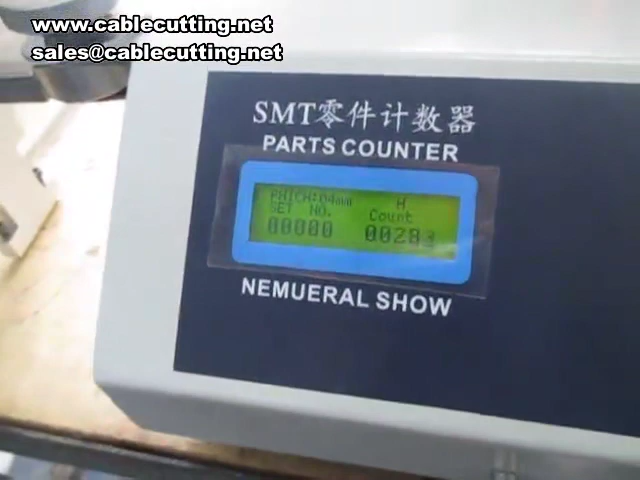 www.cablecutting.net
sales@cablecutting.net
SMT零件计数器
PARTS COUNTER
:04mm H
SET NO. Count
00000
NEMUERAL SHOW